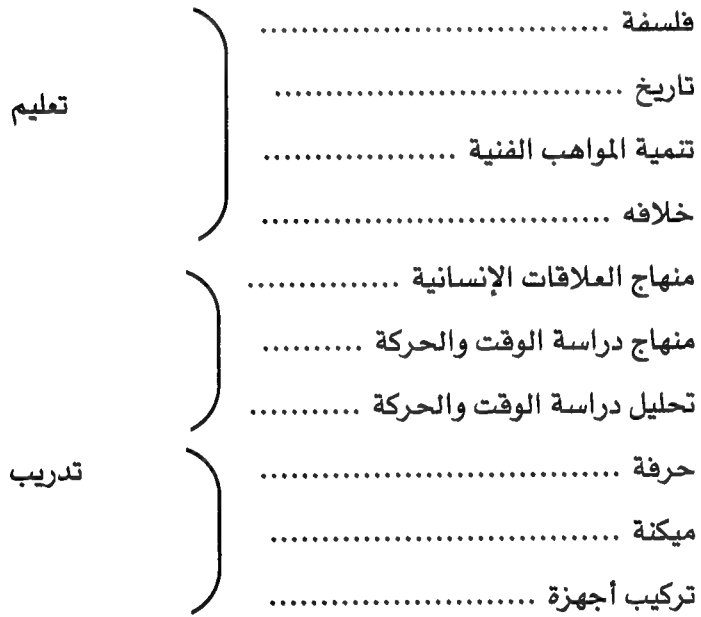 فلسفة ................................
تاريخ ................................
تعليم
تنمية المواهب الفنية ..................
خلافه ................................
منهاج العلاقات الإنسانية ...............
منهاج دراسة الوقت والحركة ..........
تحليل دراسة الوقت والحركة ...........
حرفة .................................
تدريب
ميكنة ................................
تركيب أجهزة .........................